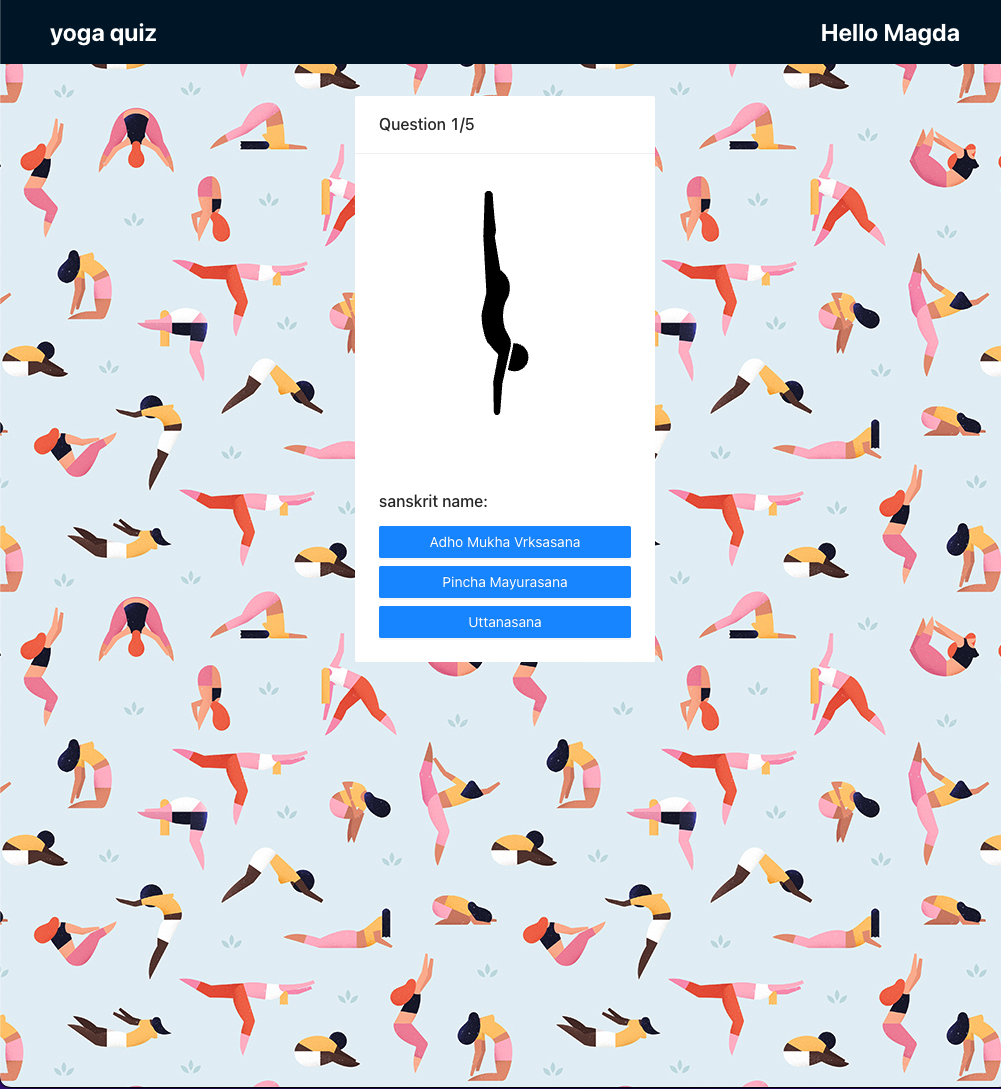 yoga quiz
Hello Magda
Question 1/5
sanskrit name:
Adho Mukha Vrksasana
Pincha Mayurasana
Uttanasana